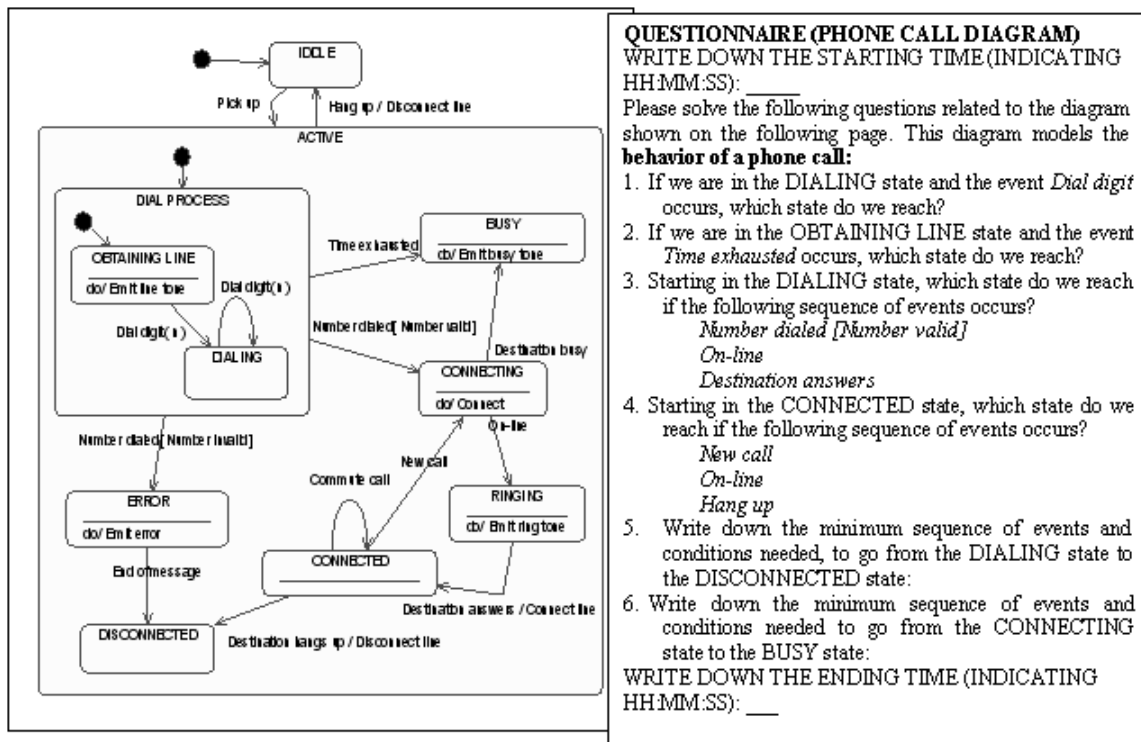 IDCLE
Pick up
Hang up / Disconnect line
ACTIVE
DIAL PROCESS
OBTAINING LINE
do/ Emit line tone
Dial digit( n )
Dial digit( n )
DIALING
Time exhausted
BUSY
do/ Emit busy tone
Number dialed[ Number valid ]
Destination busy
CONNECTING
do/ Connect
On-line
Number dialed[ Number invalid ]
New call
Commute call
ERROR
do/ Emit error
RINGING
do/ Emit ring tone
CONNECTED
End of message
Destination answers / Connect line
DISCONNECTED
Destination hangs up / Disconnect line
QUESTIONNAIRE (PHONE CALL DIAGRAM)
WRITE DOWN THE STARTING TIME (INDICATING
HH:MM:SS): _____
Please solve the following questions related to the diagram
shown on the following page. This diagram models the
behavior of a phone call:
1. If we are in the DIALING state and the event Dial digit
occurs, which state do we reach?
2. If we are in the OBTAINING LINE state and the event
Time exhausted occurs, which state do we reach?
3. Starting in the DIALING state, which state do we reach
if the following sequence of events occurs?
Number dialed [Number valid]
On-line
Destination answers
4. Starting in the CONNECTED state, which state do we
reach if the following sequence of events occurs?
New call
On-line
Hang up
5. Write down the minimum sequence of events and
conditions needed, to go from the DIALING state to
the DISCONNECTED state:
6. Write down the minimum sequence of events and
conditions needed to go from the CONNECTING
state to the BUSY state:
WRITE DOWN THE ENDING TIME (INDICATING
HH:MM:SS): ___